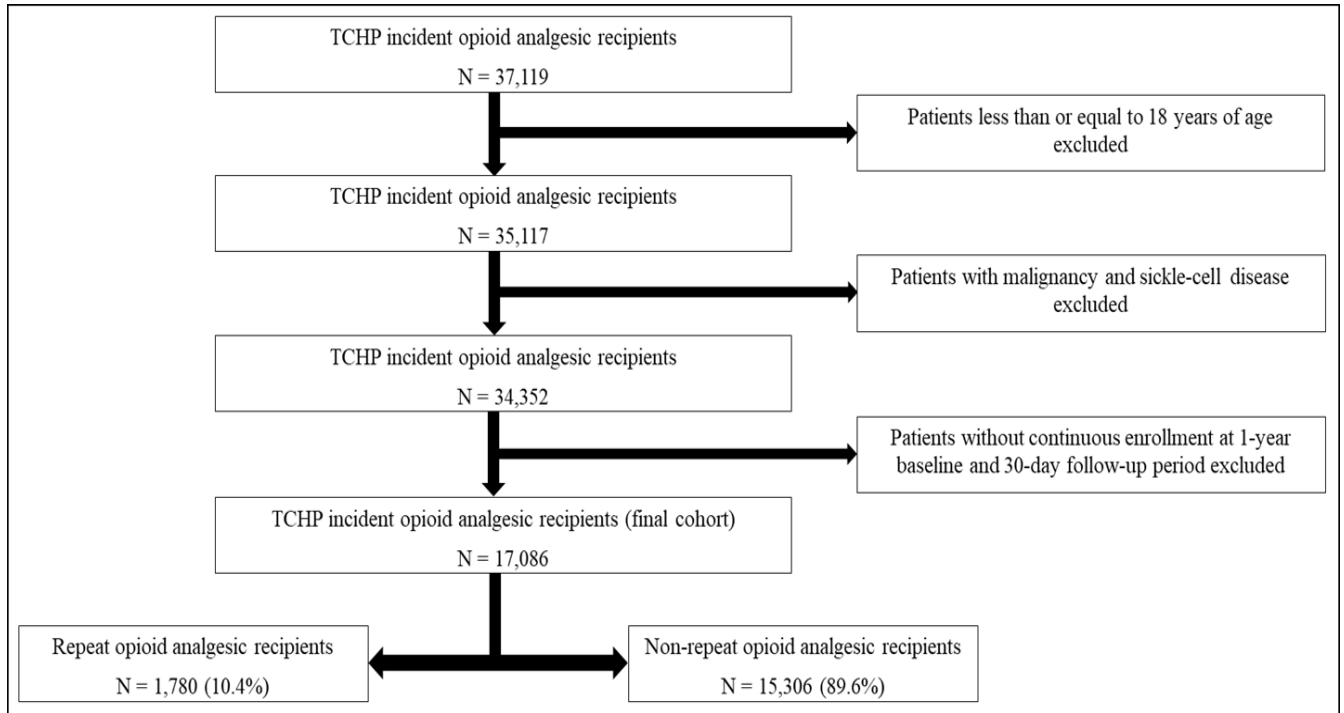 TCHP incident opioid analgesic recipients
N = 37,119
Patients less than or equal to 18 years of age
excluded
TCHP incident opioid analgesic recipients
N = 35,117
Patients with malignancy and sickle-cell disease
excluded
TCHP incident opioid analgesic recipients
N = 34,352
Patients without continuous enrollment at 1-year
baseline and 30-day follow-up period excluded
TCHP incident opioid analgesic recipients (final cohort)
N = 17,086
Repeat opioid analgesic recipients
N = 1,780 (10.4%)
Non-repeat opioid analgesic recipients
N = 15,306 (89.6%)